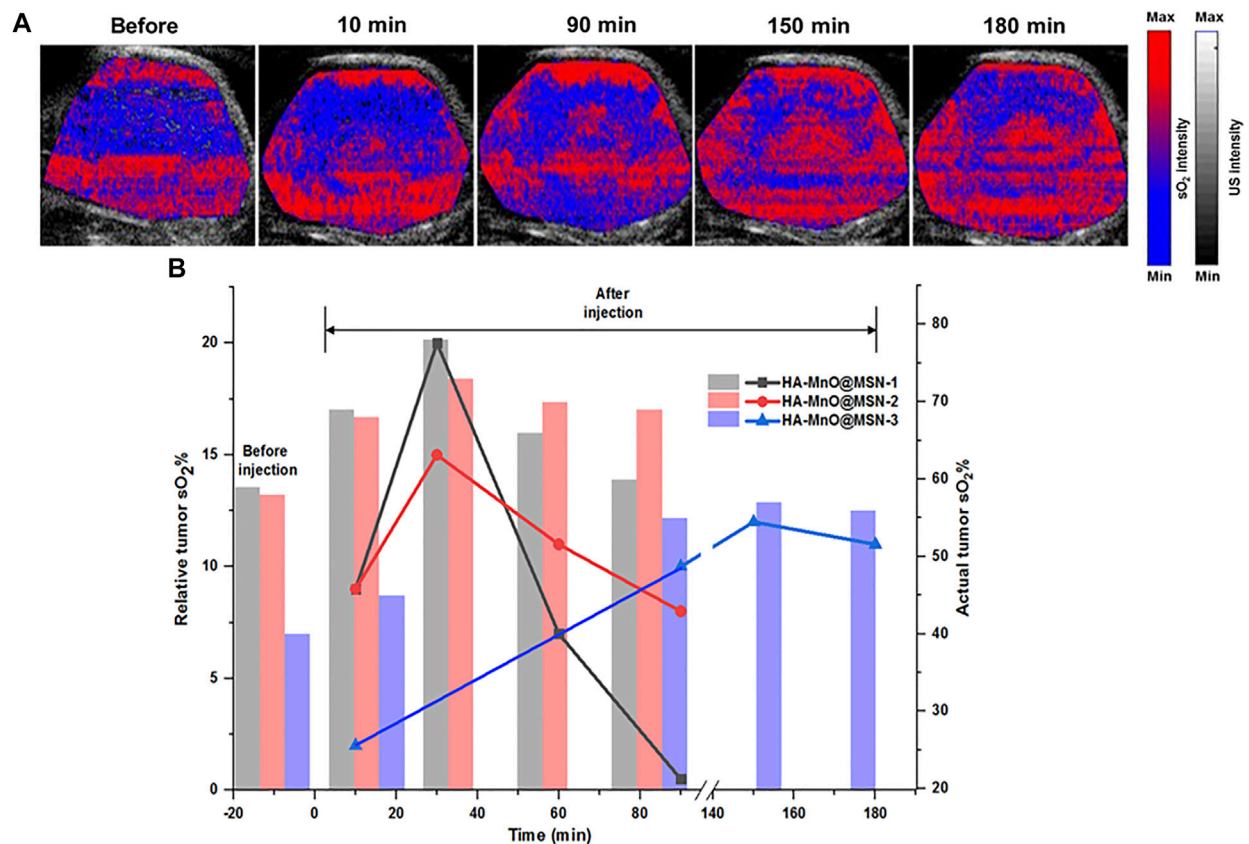 A
Before
10 min
90 min
150 min
180 min
Max
Max
sO₂ intensity
US intensity
Min
Min
B
After
injection
20
15
10
5
0
Relative tumor sO₂%
Before
injection
HA-MnO@MSN-1
HA-MnO@MSN-2
HA-MnO@MSN-3
80
70
60
50
40
30
20
Actual tumor sO₂%
-20
0
20
40
60
80
140
160
180
Time (min)